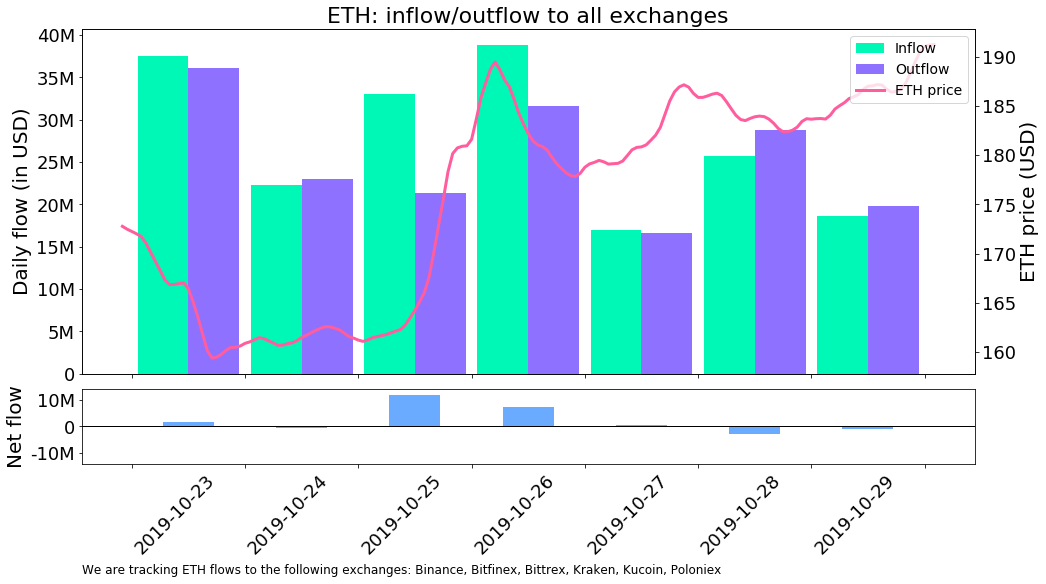 ETH: inflow/outflow to all exchanges
Daily flow (in USD)
40M
35M
30M
25M
20M
15M
10M
5M
0
Inflow
Outflow
ETH price
190
185
180
175
170
165
160
ETH price (USD)
Net flow
10M
0
-10M
2019-10-23
2019-10-24
2019-10-25
2019-10-26
2019-10-27
2019-10-28
2019-10-29
We are tracking ETH flows to the following exchanges: Binance, Bitfinex, Bittrex, Kraken, Kucoin, Poloniex